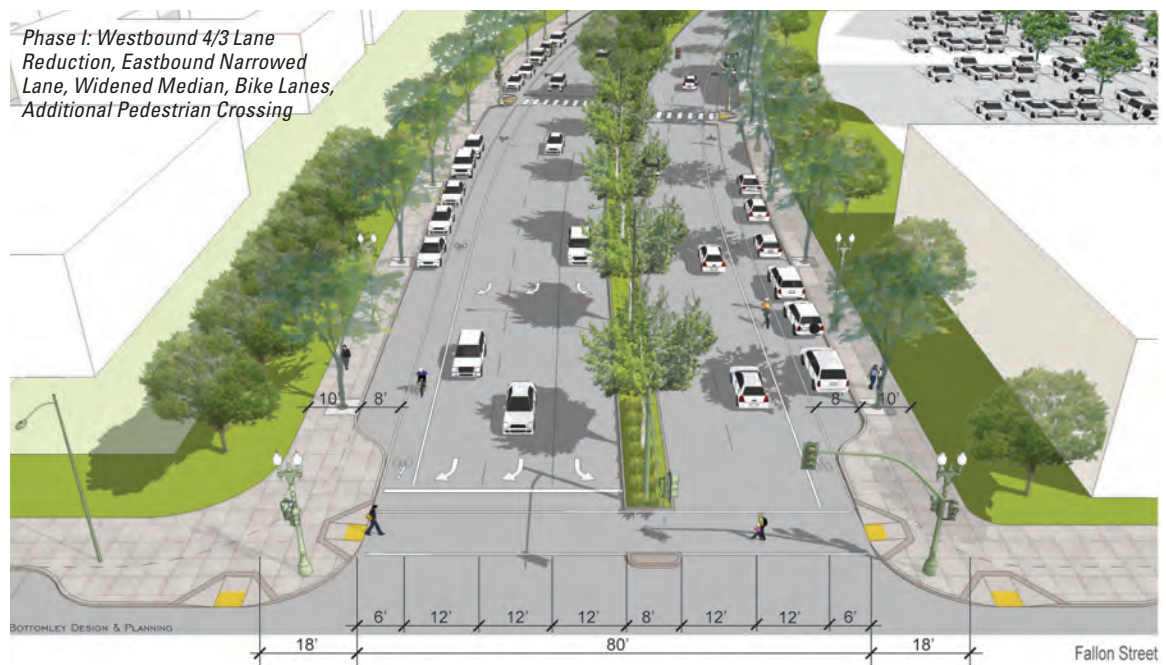 Phase I: Westbound 4/3 Lane
Reduction, Eastbound Narrowed
Lane, Widened Median, Bike Lanes,
Additional Pedestrian Crossing
10' 8' 8' 10'
6' 12' 12' 12' 8' 12' 12' 6'
BOTTOMLEY DESIGN & PLANNING
18' 80' 18'
Fallon Street